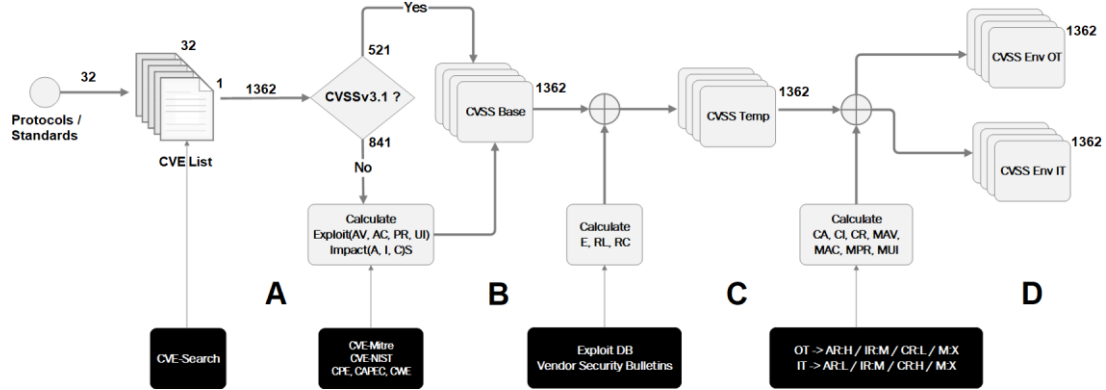 Yes
32
32
521
1
1362
CVSSv3.1 ?
Protocols /
Standards
CVE List
841
No
CVSS Base
1362
CVSS Temp
1362
CVSS Env OT
1362
CVSS Env IT
1362
Calculate
Exploit(AV, AC, PR, UI)
Impact(A, I, C)S
Calculate
E, RL, RC
Calculate
CA, CI, CR, MAV,
MAC, MPR, MUI
A
B
C
D
CVE-Search
CVE-Mitre
CVE-NIST
CPE, CAPEC, CWE
Exploit DB
Vendor Security Bulletins
OT -> AR:H / IR:M / CR:L / M:X
IT -> AR:L / IR:M / CR:H / M:X